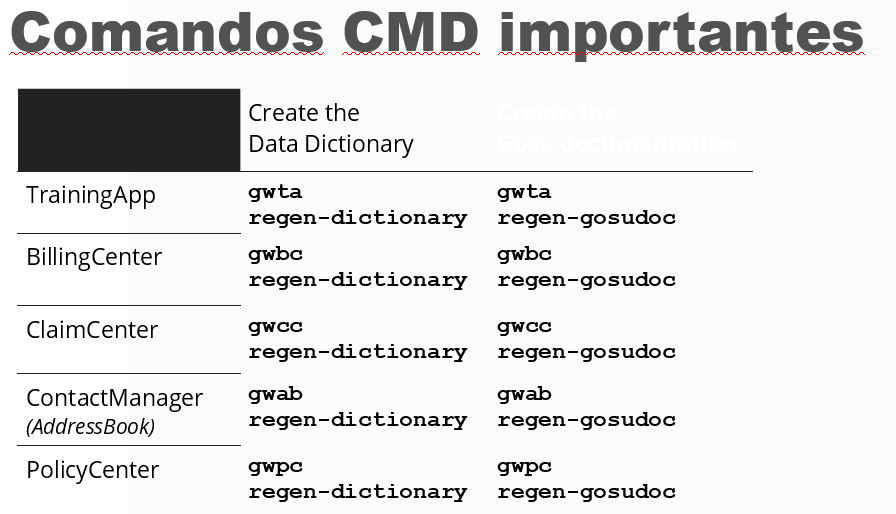 Comandos CMD importantes
Create the
Data Dictionary
Create the
Gosu documentation
TrainingApp
gwta
regen-dictionary
gwta
regen-gosudoc
BillingCenter
gwbc
regen-dictionary
gwbc
regen-gosudoc
ClaimCenter
gwcc
regen-dictionary
gwcc
regen-gosudoc
ContactManager
(AddressBook)
gwab
regen-dictionary
gwab
regen-gosudoc
PolicyCenter
gwpc
regen-dictionary
gwpc
regen-gosudoc